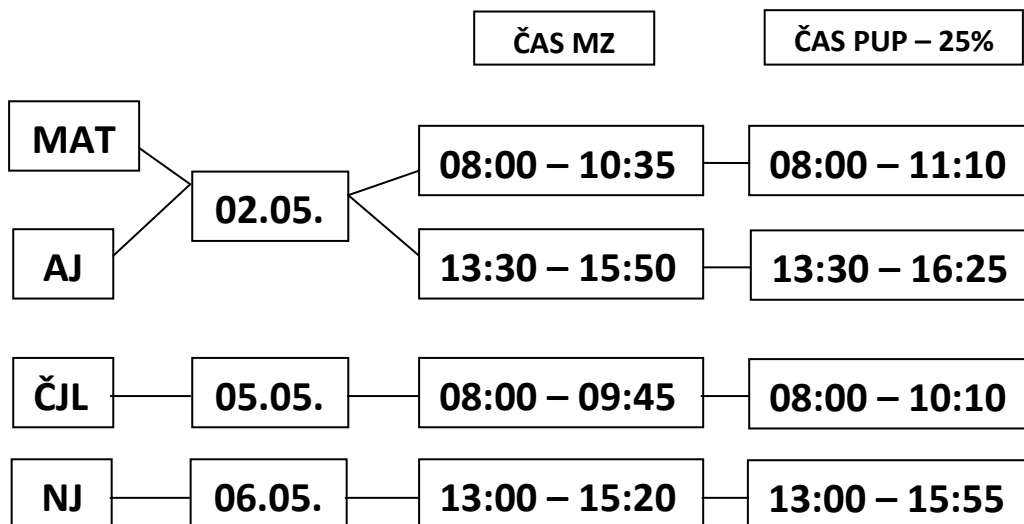 ČAS MZ
ČAS PUP – 25%
MAT
02.05.
08:00 – 10:35
08:00 – 11:10
AJ
13:30 – 15:50
13:30 – 16:25
ČJL
05.05.
08:00 – 09:45
08:00 – 10:10
NJ
06.05.
13:00 – 15:20
13:00 – 15:55